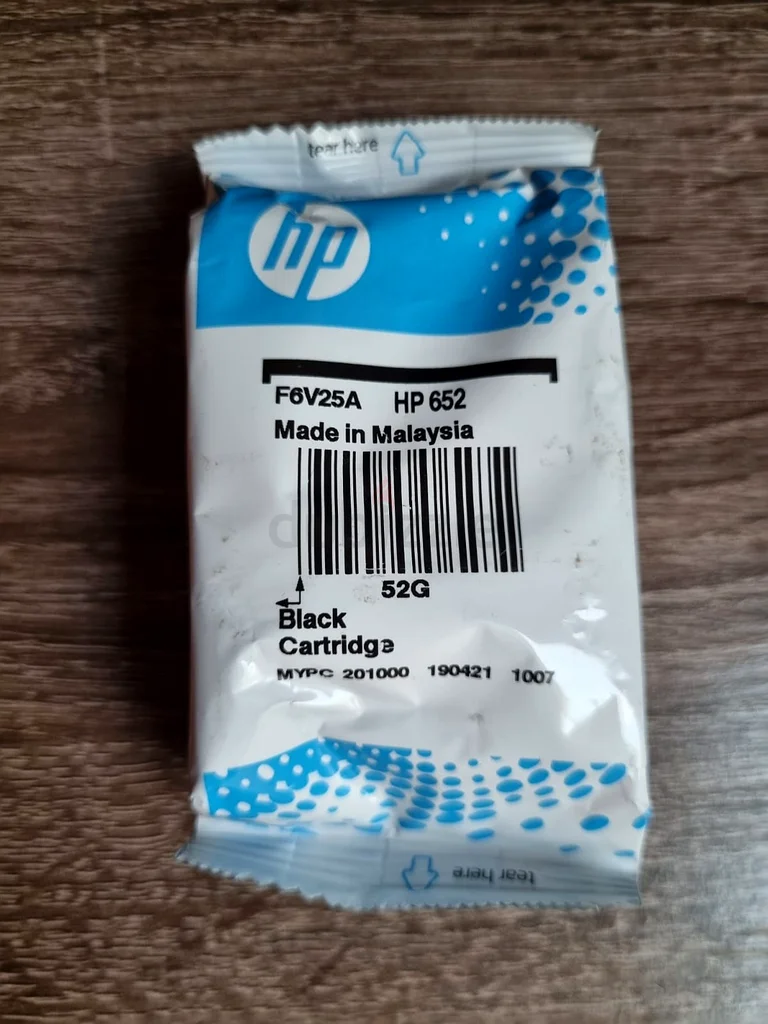 tear here
hp
F6V25A HP 652
Made in Malaysia
52G
Black
Cartridge
MYPC 201000 190421 1007
tear here